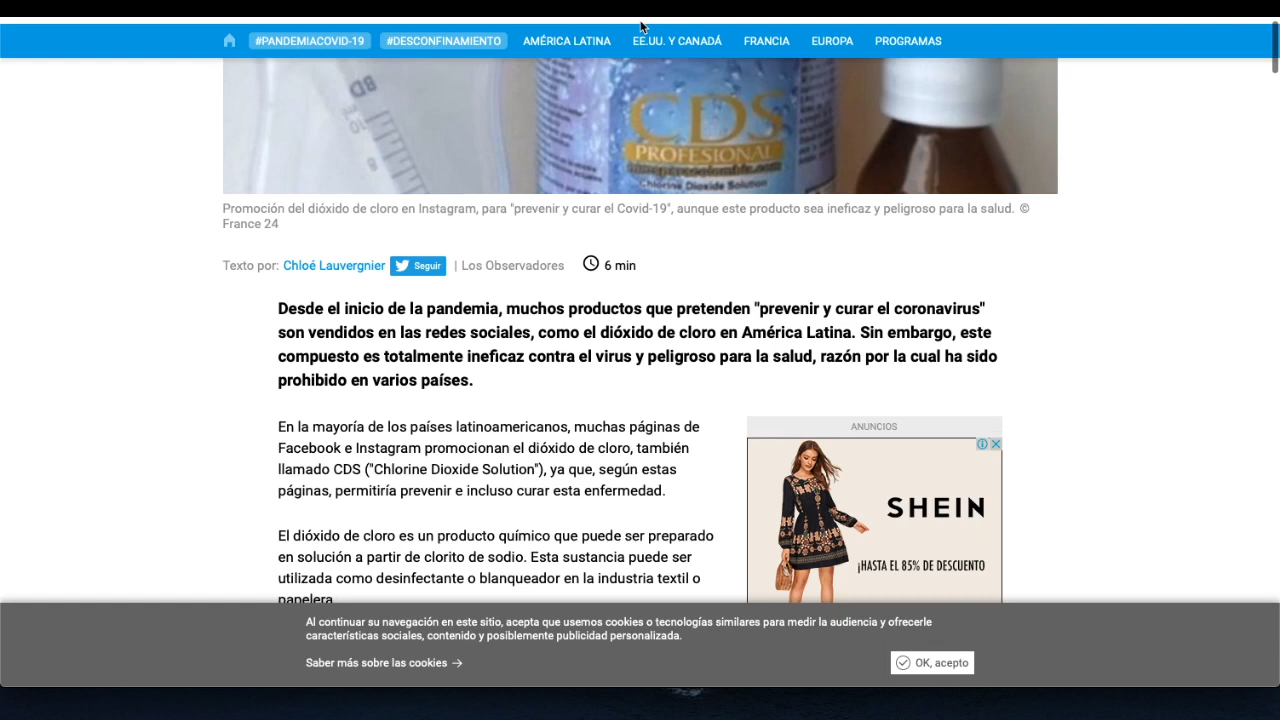 #PANDEMIACOVID-19 #DESCONFINAMIENTO AMÉRICA LATINA EE.UU. Y CANADÁ FRANCIA EUROPA PROGRAMAS
CDS
PROFESIONAL
Chlorine Dioxide Solution
Promoción del dióxido de cloro en Instagram, para "prevenir y curar el Covid-19", aunque este producto sea ineficaz y peligroso para la salud. ©
France 24
Texto por: Chloé Lauvergnier Seguir | Los Observadores 6 min
Desde el inicio de la pandemia, muchos productos que pretenden "prevenir y curar el coronavirus"
son vendidos en las redes sociales, como el dióxido de cloro en América Latina. Sin embargo, este
compuesto es totalmente ineficaz contra el virus y peligroso para la salud, razón por la cual ha sido
prohibido en varios países.
En la mayoría de los países latinoamericanos, muchas páginas de
Facebook e Instagram promocionan el dióxido de cloro, también
llamado CDS ("Chlorine Dioxide Solution"), ya que, según estas
páginas, permitiría prevenir e incluso curar esta enfermedad.
El dióxido de cloro es un producto químico que puede ser preparado
en solución a partir de clorito de sodio. Esta sustancia puede ser
utilizada como desinfectante o blanqueador en la industria textil o
papelera.
ANUNCIOS
SHEIN
¡HASTA EL 85% DE DESCUENTO
Al continuar su navegación en este sitio, acepta que usemos cookies o tecnologías similares para medir la audiencia y ofrecerle
características sociales, contenido y posiblemente publicidad personalizada.
Saber más sobre las cookies →
OK, acepto